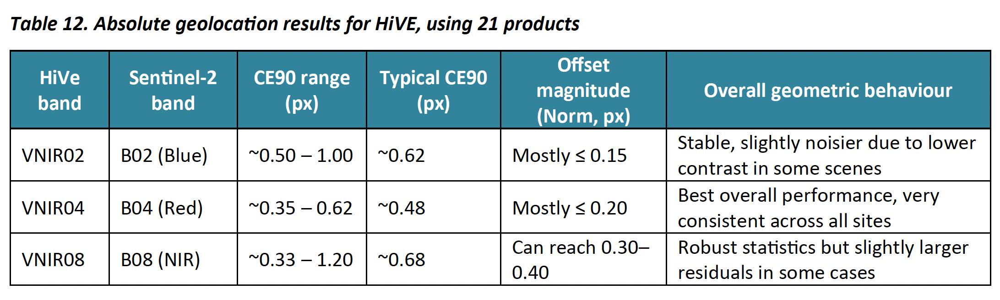 Table 12. Absolute geolocation results for HiVE, using 21 products
HiVe band
Sentinel-2 band
CE90 range (px)
Typical CE90 (px)
Offset magnitude (Norm, px)
Overall geometric behaviour
VNIR02
B02 (Blue)
~0.50 – 1.00
~0.62
Mostly ≤ 0.15
Stable, slightly noisier due to lower
contrast in some scenes
VNIR04
B04 (Red)
~0.35 – 0.62
~0.48
Mostly ≤ 0.20
Best overall performance, very
consistent across all sites
VNIR08
B08 (NIR)
~0.33 – 1.20
~0.68
Can reach 0.30–
0.40
Robust statistics but slightly larger
residuals in some cases